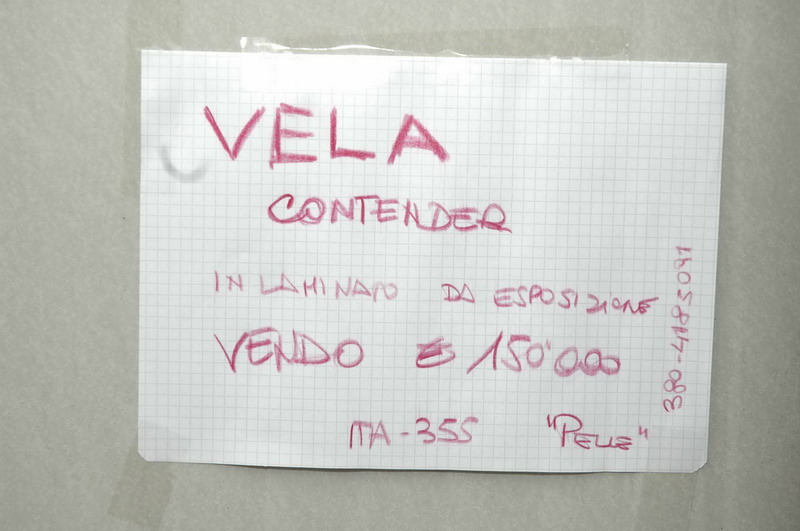 VELA
CONTENDER
IN LAMINATO DA ESPOSIZIONE
VENDO € 150'000
ITA-355 "PELLE"
380-4185091